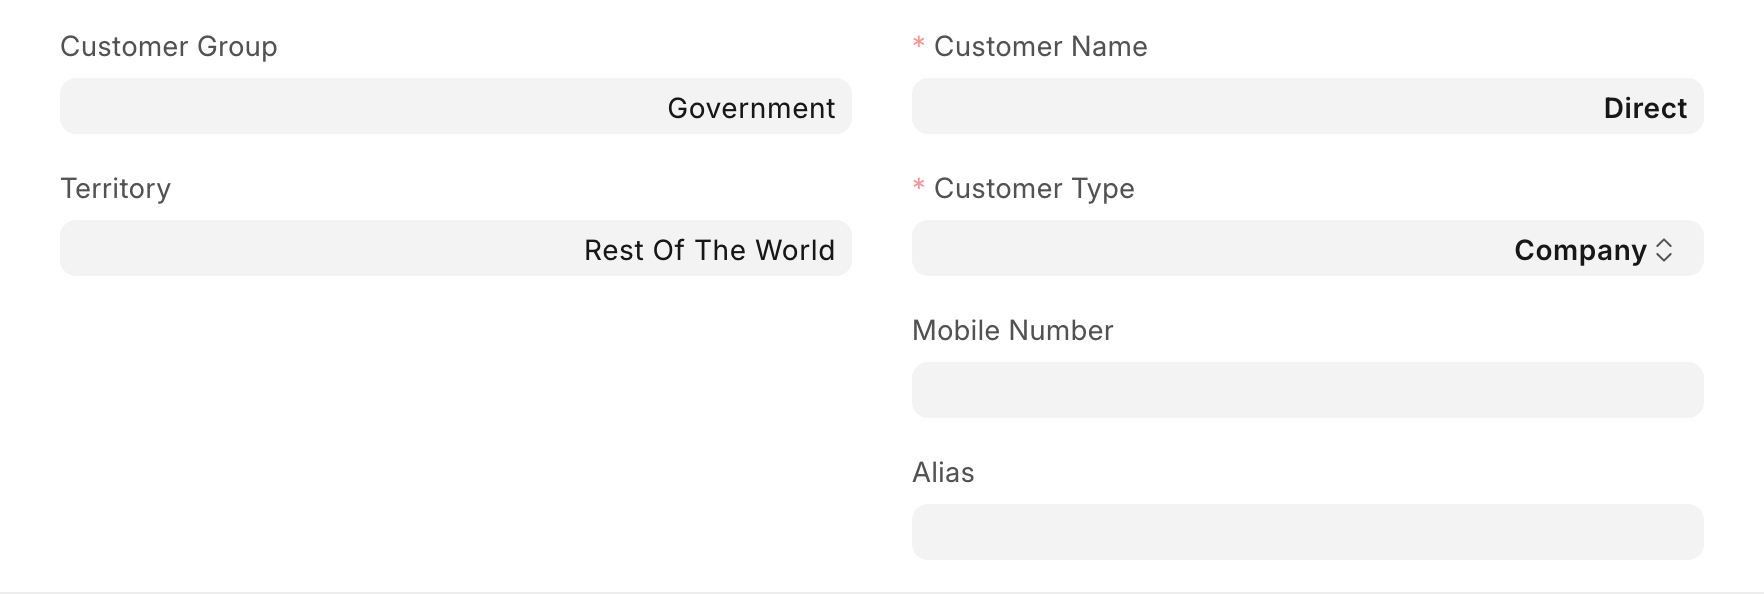 Customer Group
Government
Territory
Rest Of The World
* Customer Name
Direct
* Customer Type
Company
Mobile Number
Alias